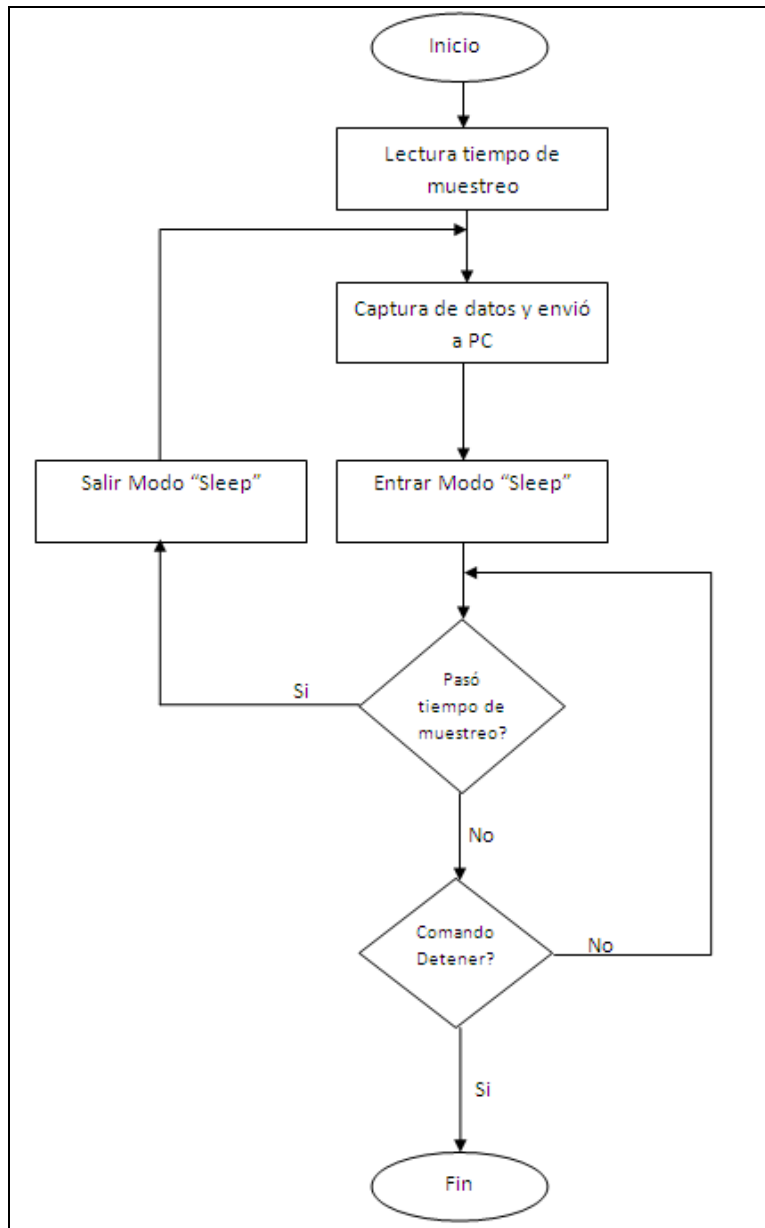 Inicio
Lectura tiempo de
muestreo
Captura de datos y envió
a PC
Salir Modo “Sleep”
Entrar Modo “Sleep”
Pasó
tiempo de
muestreo?
Si
No
Comando
Detener?
No
Si
Fin